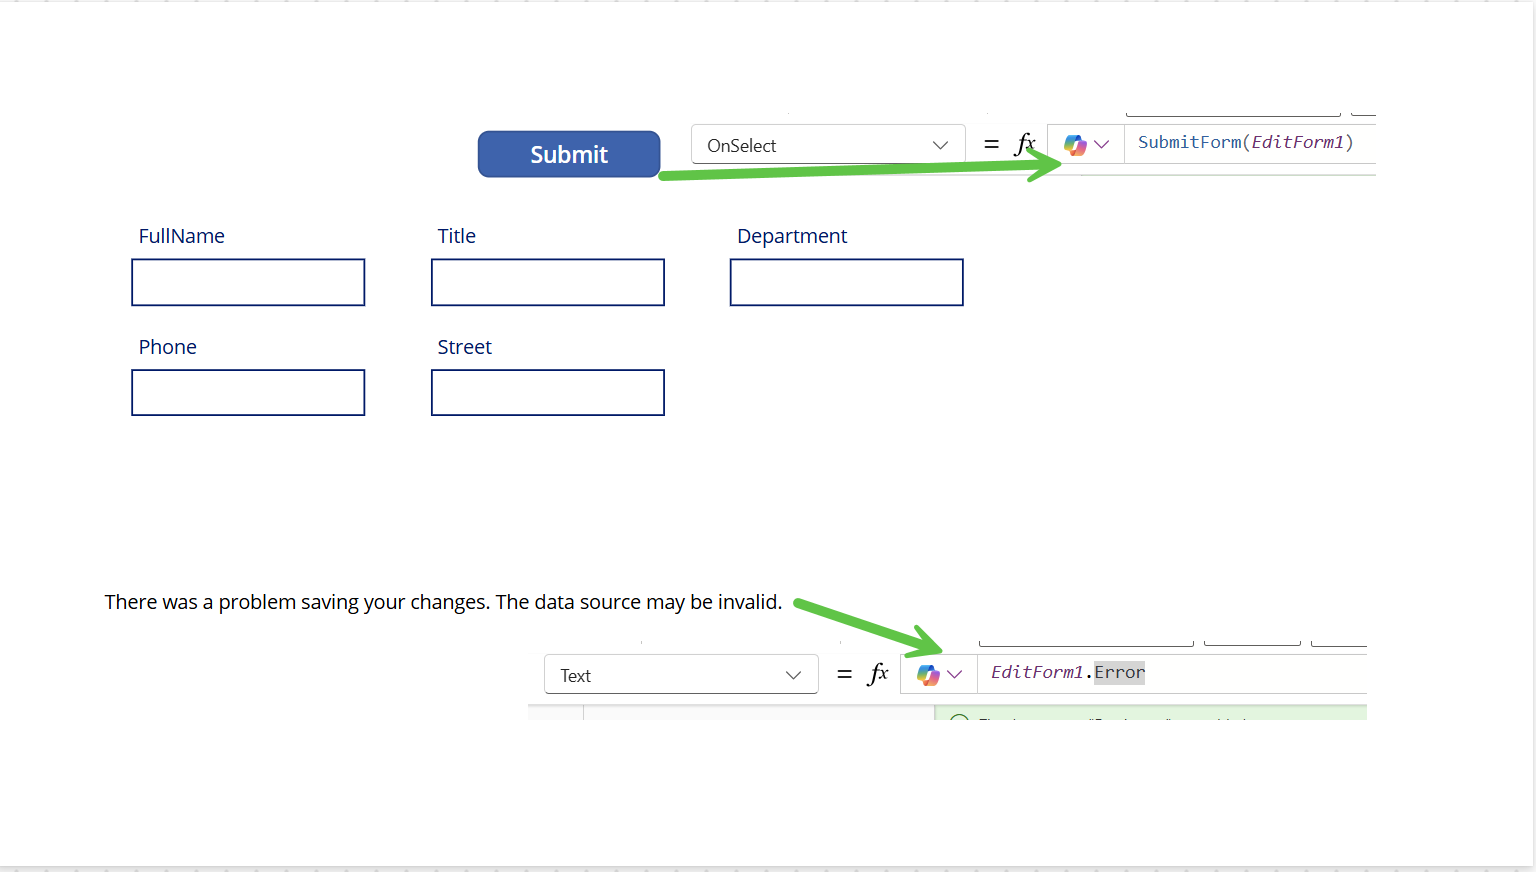 Submit
OnSelect
= fx
SubmitForm(EditForm1)
FullName
Title
Department
Phone
Street
There was a problem saving your changes. The data source may be invalid.
Text
= fx
EditForm1.Error